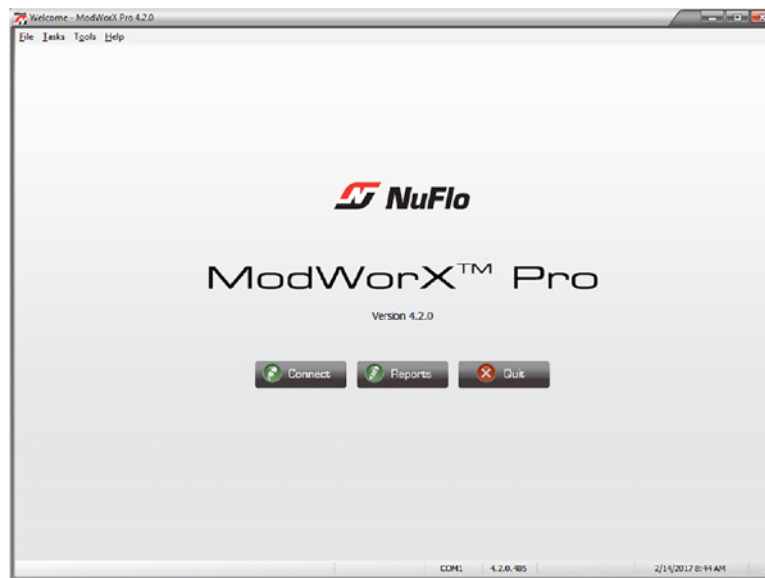 Welcome - ModWorX Pro 4.2.0
File Tasks Tools Help
NuFlo
ModWorX™ Pro
Version 4.2.0
Connect Reports Quit
COM1 4.2.0.485 2/14/2017 8:44 AM